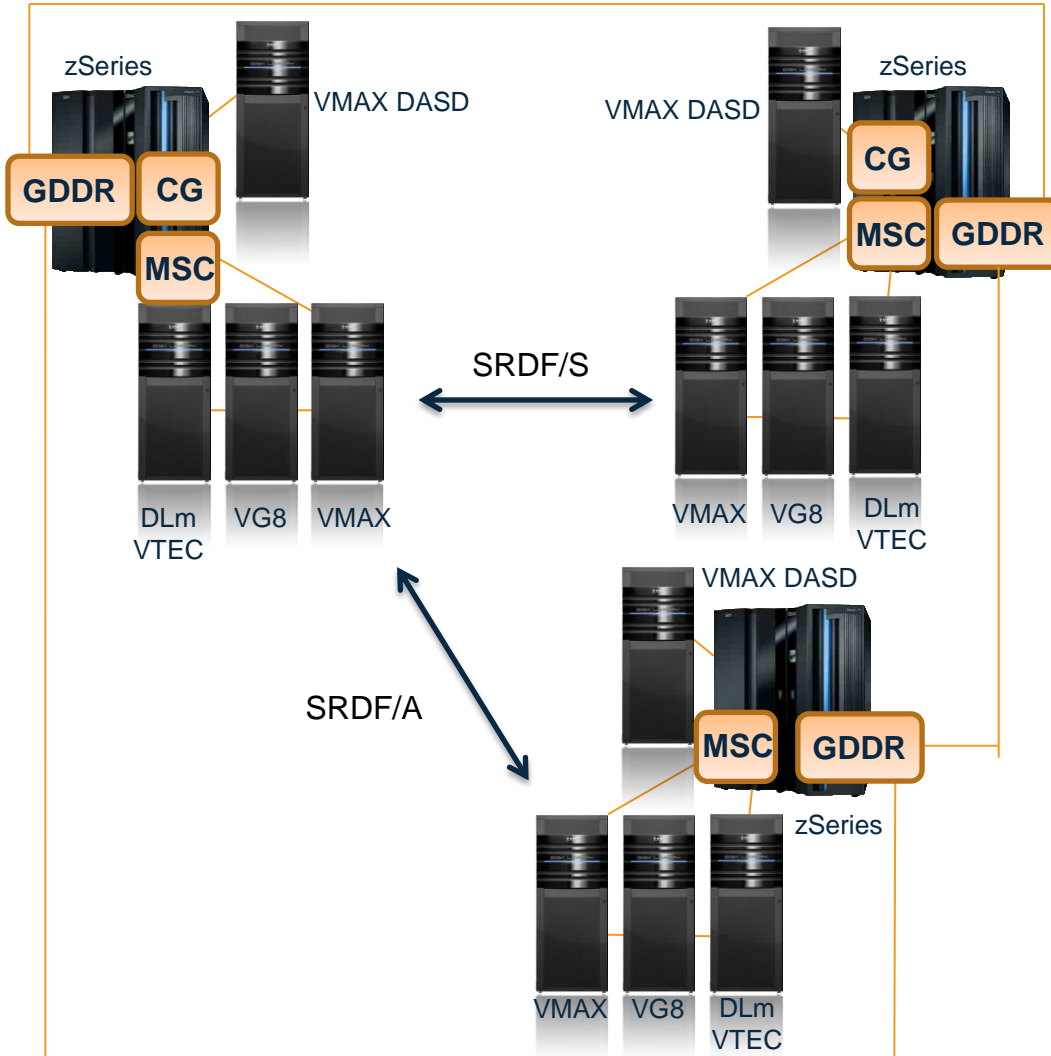 zSeries
VMAX DASD
GDDR
CG
MSC
DLm
VTEC
VG8
VMAX
SRDF/S
zSeries
VMAX DASD
CG
MSC
GDDR
VMAX
VG8
DLm
VTEC
SRDF/A
VMAX DASD
MSC
GDDR
zSeries
VMAX
VG8
DLm
VTEC